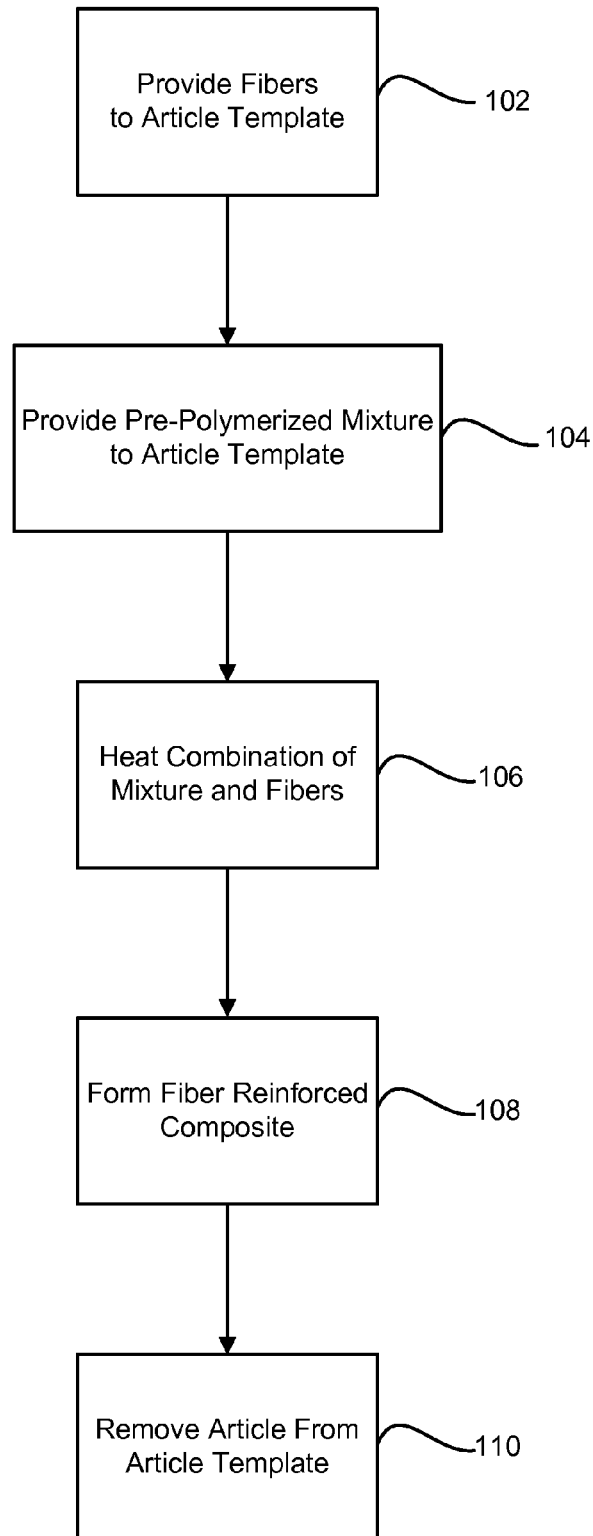 Provide Fibers
to Article Template
102
Provide Pre-Polymerized Mixture
to Article Template
104
Heat Combination of
Mixture and Fibers
106
Form Fiber Reinforced
Composite
108
Remove Article From
Article Template
110